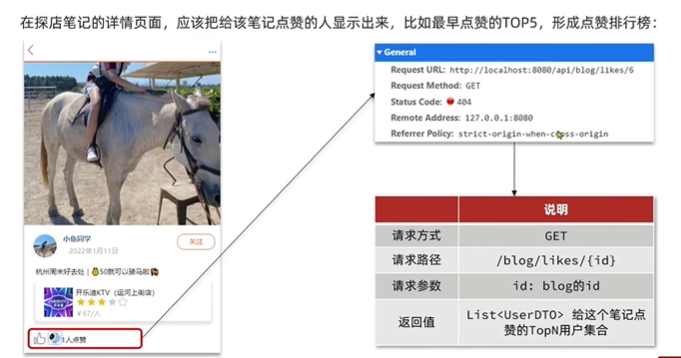 在探店笔记的详情页面，应该把给该笔记点赞的人显示出来，比如最早点赞的TOP5，形成点赞排行榜：
小鱼同学
2022年1月11日
关注
杭州周末好去处｜💰50就可以骑马啦🐎
开乐迪KTV（运河上街店）
￥67/人
1人点赞
General
Request URL: http://localhost:8080/api/blog/likes/6
Request Method: GET
Status Code: 404
Remote Address: 127.0.0.1:8080
Referrer Policy: strict-origin-when-cross-origin
说明
请求方式 GET
请求路径 /blog/likes/{id}
请求参数 id: blog的id
返回值 List<UserDTO> 给这个笔记点
赞的TopN用户集合